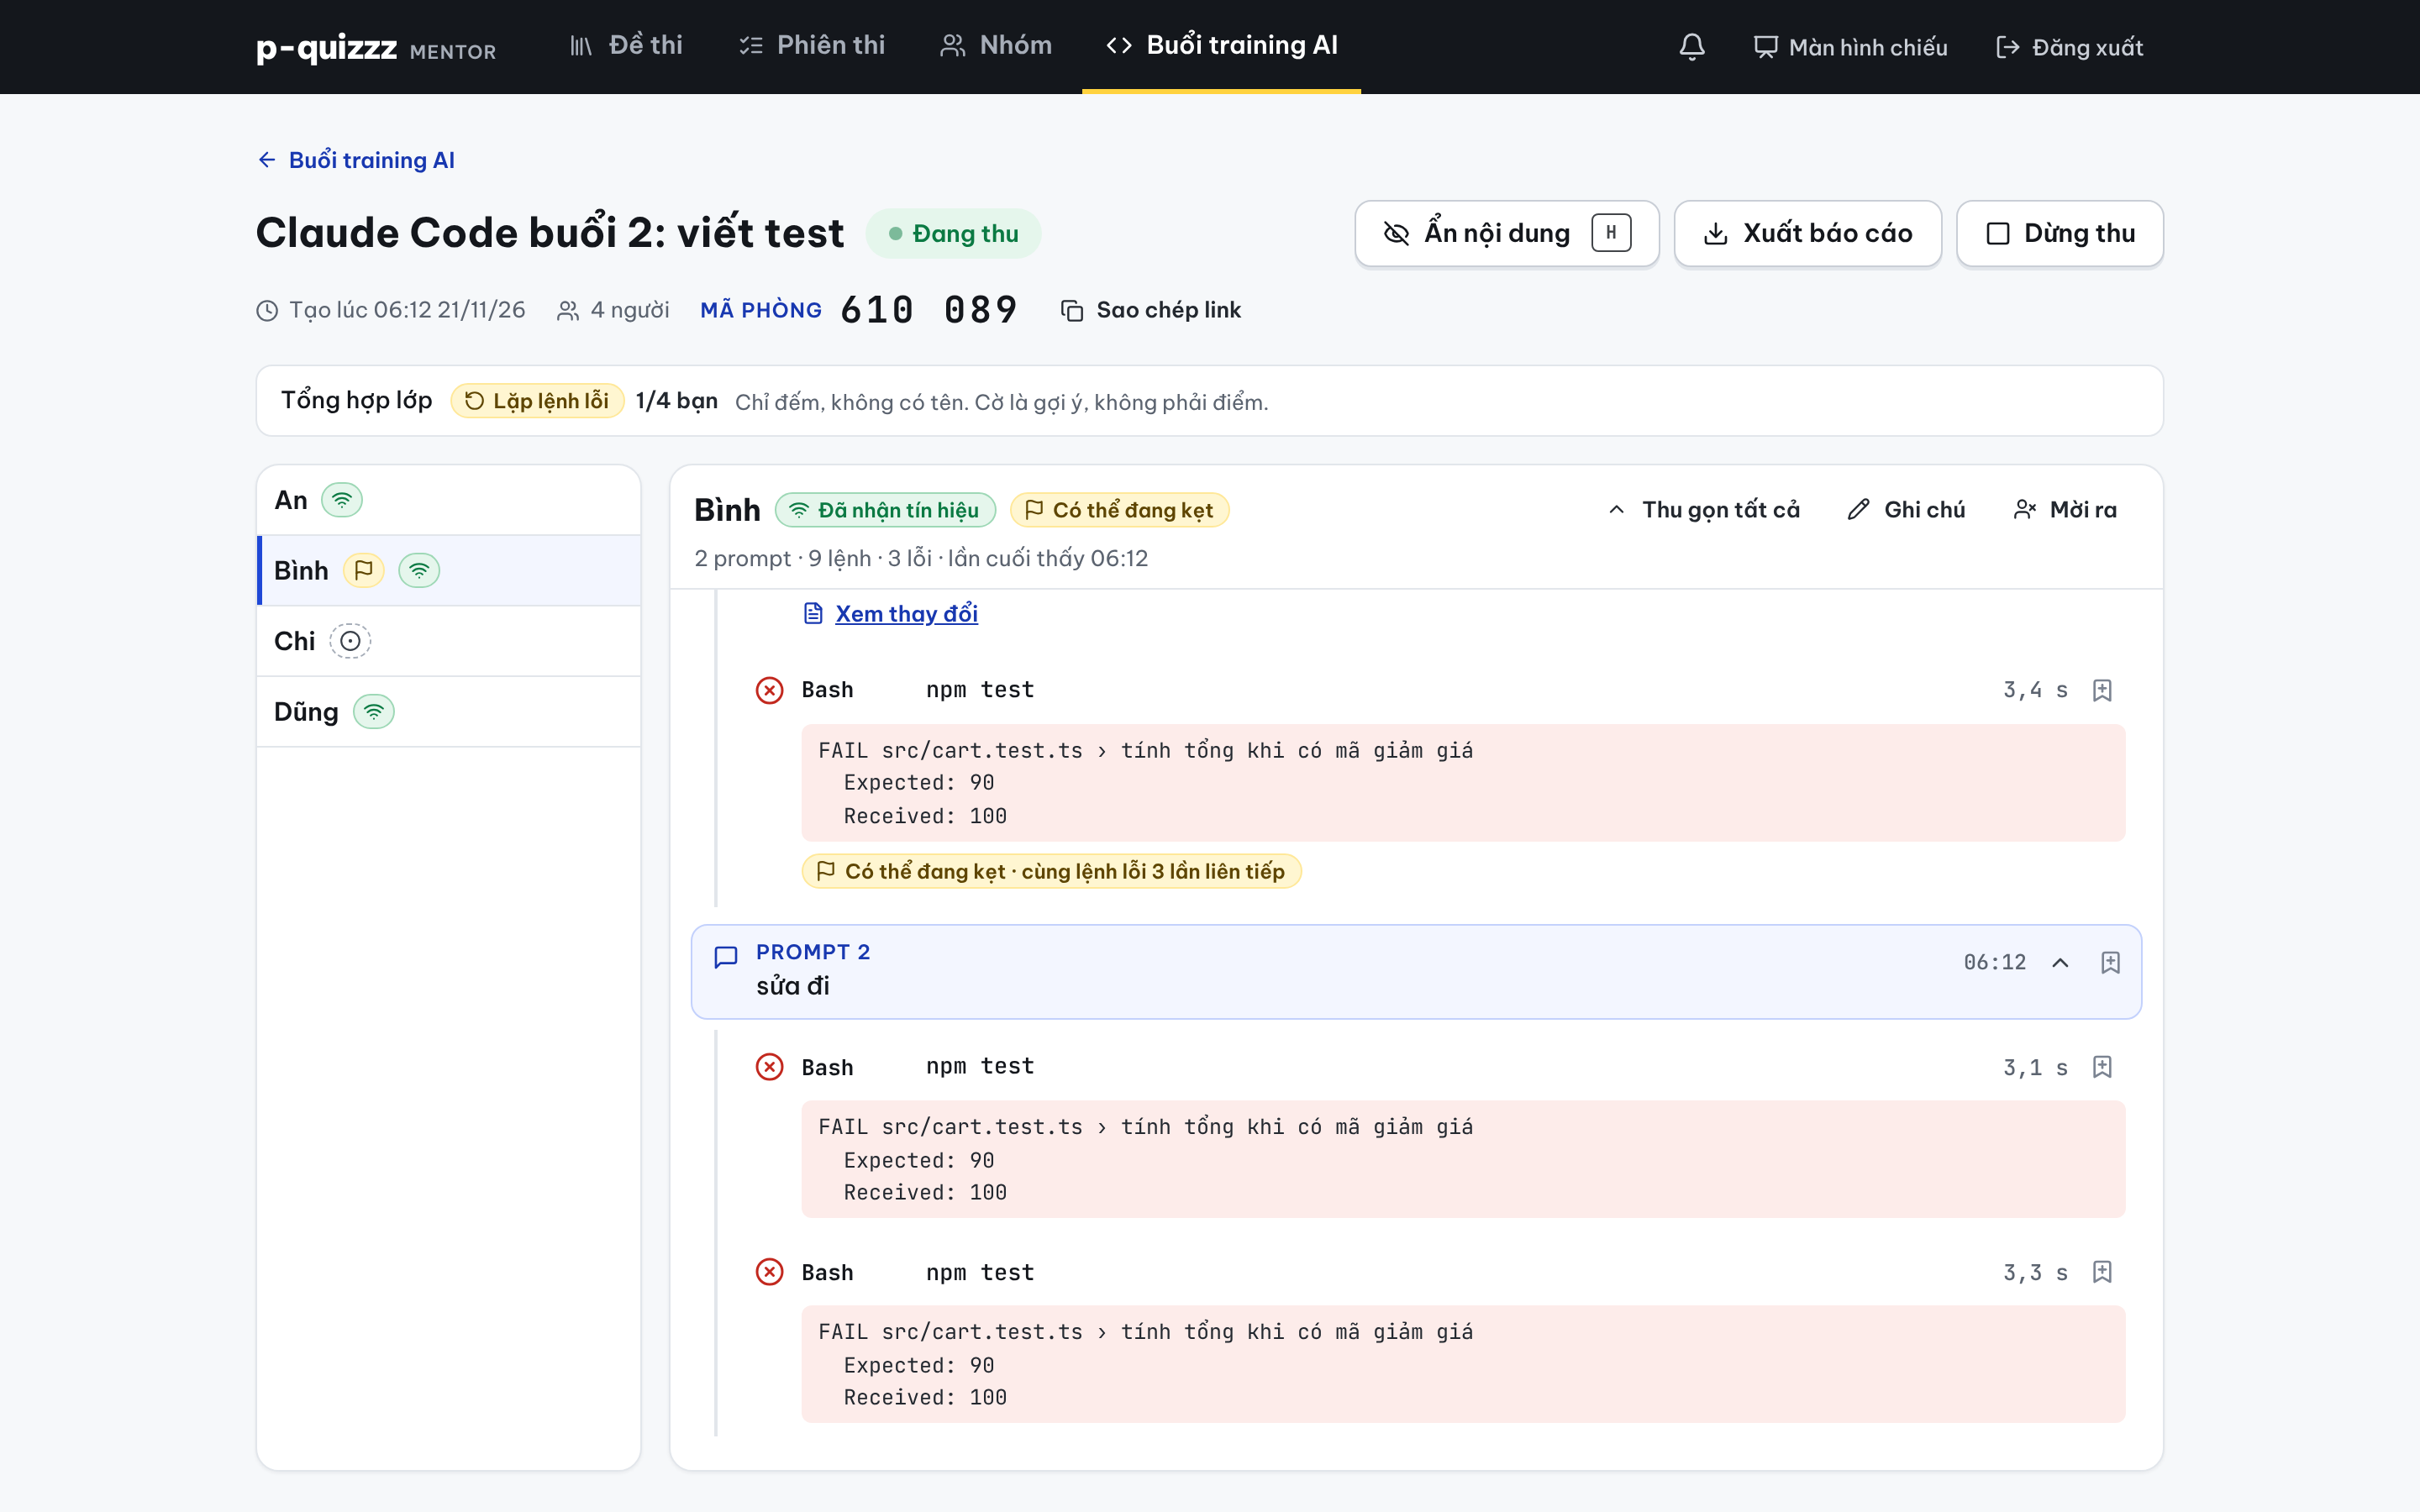 p-quizzz MENTOR
Đề thi
Phiên thi
Nhóm
Buổi training AI
Màn hình chiếu
Đăng xuất
Buổi training AI
Claude Code buổi 2: viết test
Đang thu
Ẩn nội dung H
Xuất báo cáo
Dừng thu
Tạo lúc 06:12 21/11/26
4 người
MÃ PHÒNG 610 089
Sao chép link
Tổng hợp lớp Lặp lệnh lỗi 1/4 bạn Chỉ đếm, không có tên. Cờ là gợi ý, không phải điểm.
An
Bình
Chi
Dũng
Bình Đã nhận tín hiệu Có thể đang kẹt
Thu gọn tất cả
Ghi chú
Mời ra
2 prompt · 9 lệnh · 3 lỗi · lần cuối thấy 06:12
Xem thay đổi
Bash npm test 3,4 s
FAIL src/cart.test.ts › tính tổng khi có mã giảm giá
Expected: 90
Received: 100
Có thể đang kẹt · cùng lệnh lỗi 3 lần liên tiếp
PROMPT 2 06:12
sửa đi
Bash npm test 3,1 s
FAIL src/cart.test.ts › tính tổng khi có mã giảm giá
Expected: 90
Received: 100
Bash npm test 3,3 s
FAIL src/cart.test.ts › tính tổng khi có mã giảm giá
Expected: 90
Received: 100